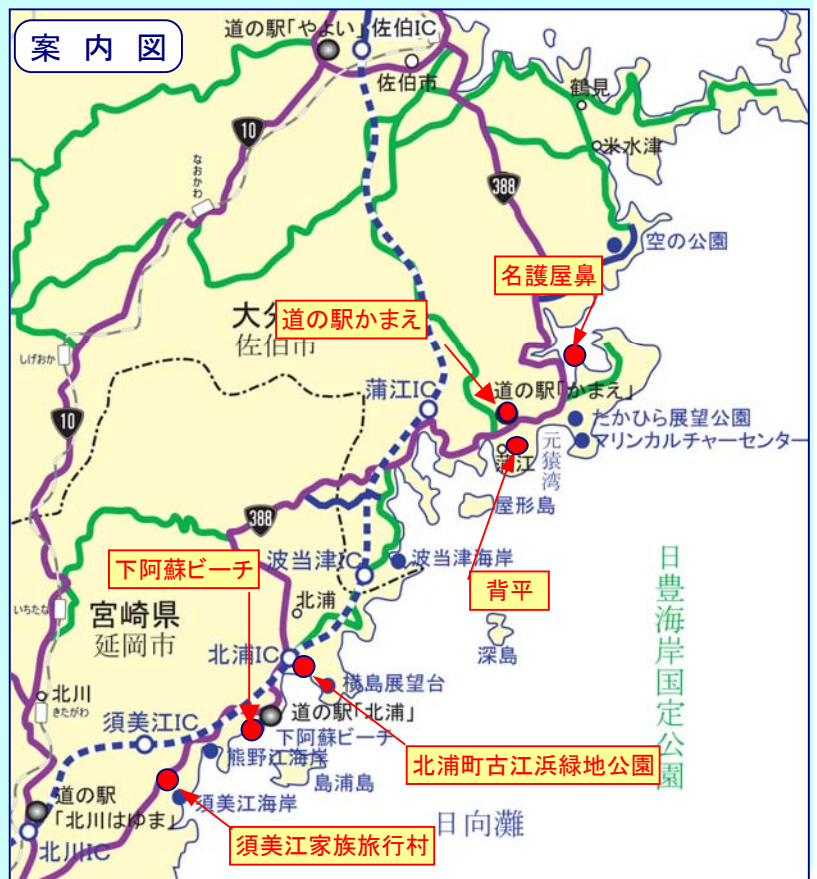 案内図
道の駅「やよい」
佐伯IC
佐伯市
鶴見
米水津
10
なおかわ
388
空の公園
名護屋鼻
道の駅かまえ
佐伯市
しげおか
蒲江IC
道の駅「かまえ」
たかひら展望公園
マリンカルチャーセンター
10
蒲江
元猿湾
屋形島
388
下阿蘇ビーチ
波当津IC
波当津海岸
背平
日豊海岸国定公園
いちたな
宮崎県
延岡市
北浦
深島
北浦IC
横島展望台
北川
きたがわ
須美江IC
道の駅「北浦」
下阿蘇ビーチ
熊野江海岸
北浦町古江浜緑地公園
島浦島
須美江海岸
道の駅
「北川はゆま」
日向灘
北川IC
須美江家族旅行村